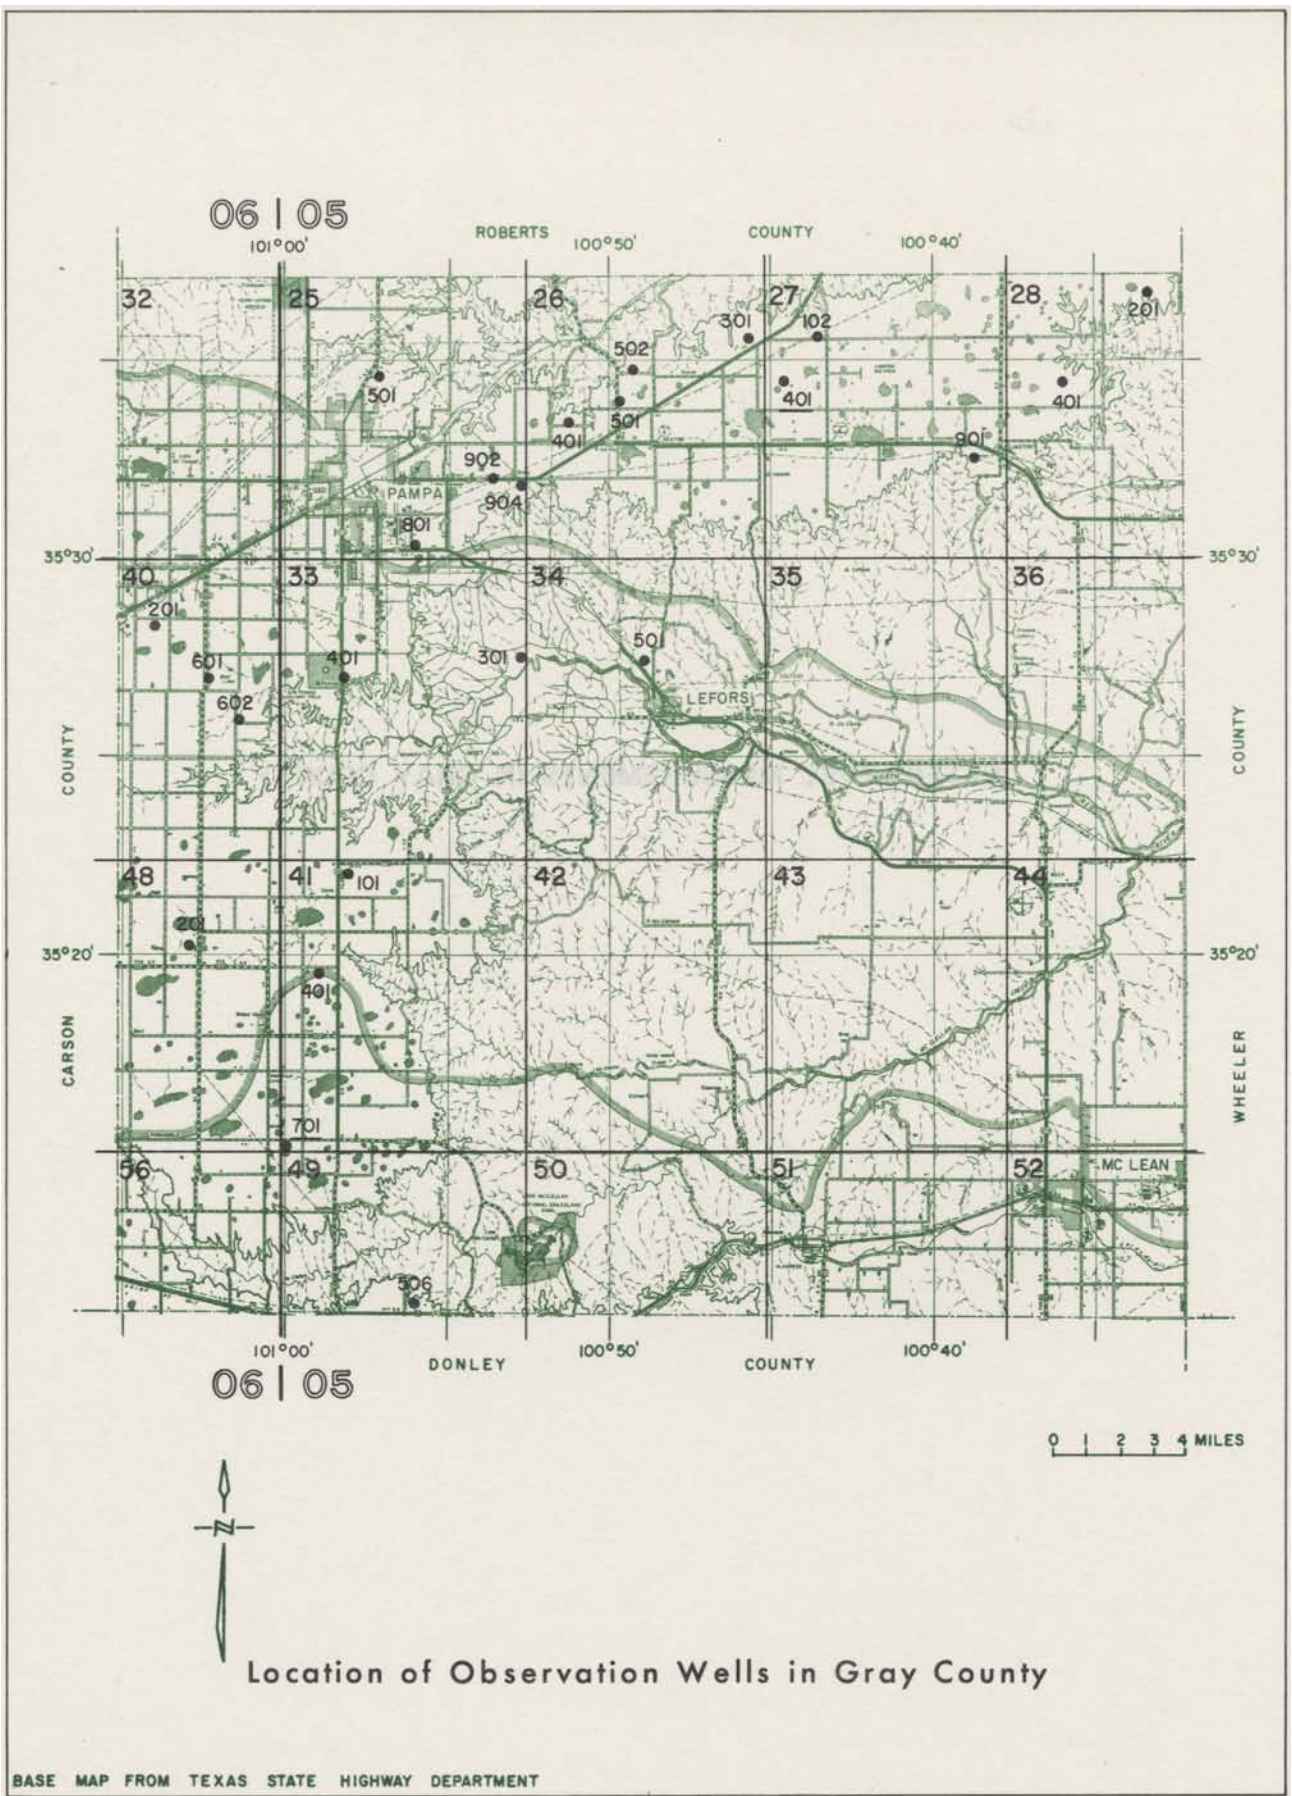 06 | 05
ROBERTS COUNTY
101°00' 100°50' 100°40'
32 25 26 27 28
201
301 102
502
501 401 401
501
401
901
902
904
PAMPA
801
35°30' 35°30'
40 33 34 35 36
201
501
301
601 401
LEFORS
602
COUNTY COUNTY
NORTH
48 41 42 43 44
101
201
35°20' 35°20'
401
CARSON WHEELER
701
56 49 50 51 52
MC LEAN
506
101°00' 100°50' 100°40'
DONLEY COUNTY
06 | 05
0 1 2 3 4 MILES
N
Location of Observation Wells in Gray County
BASE MAP FROM TEXAS STATE HIGHWAY DEPARTMENT